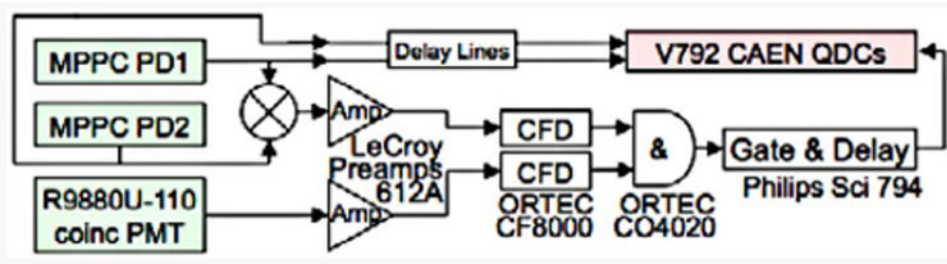 MPPC PD1
Delay Lines
V792 CAEN QDCs
MPPC PD2
Amp
LeCroy
Preamps
612A
CFD
CFD
&
Gate & Delay
Philips Sci 794
R9880U-110
coinc PMT
Amp
ORTEC
CF8000
ORTEC
CO4020